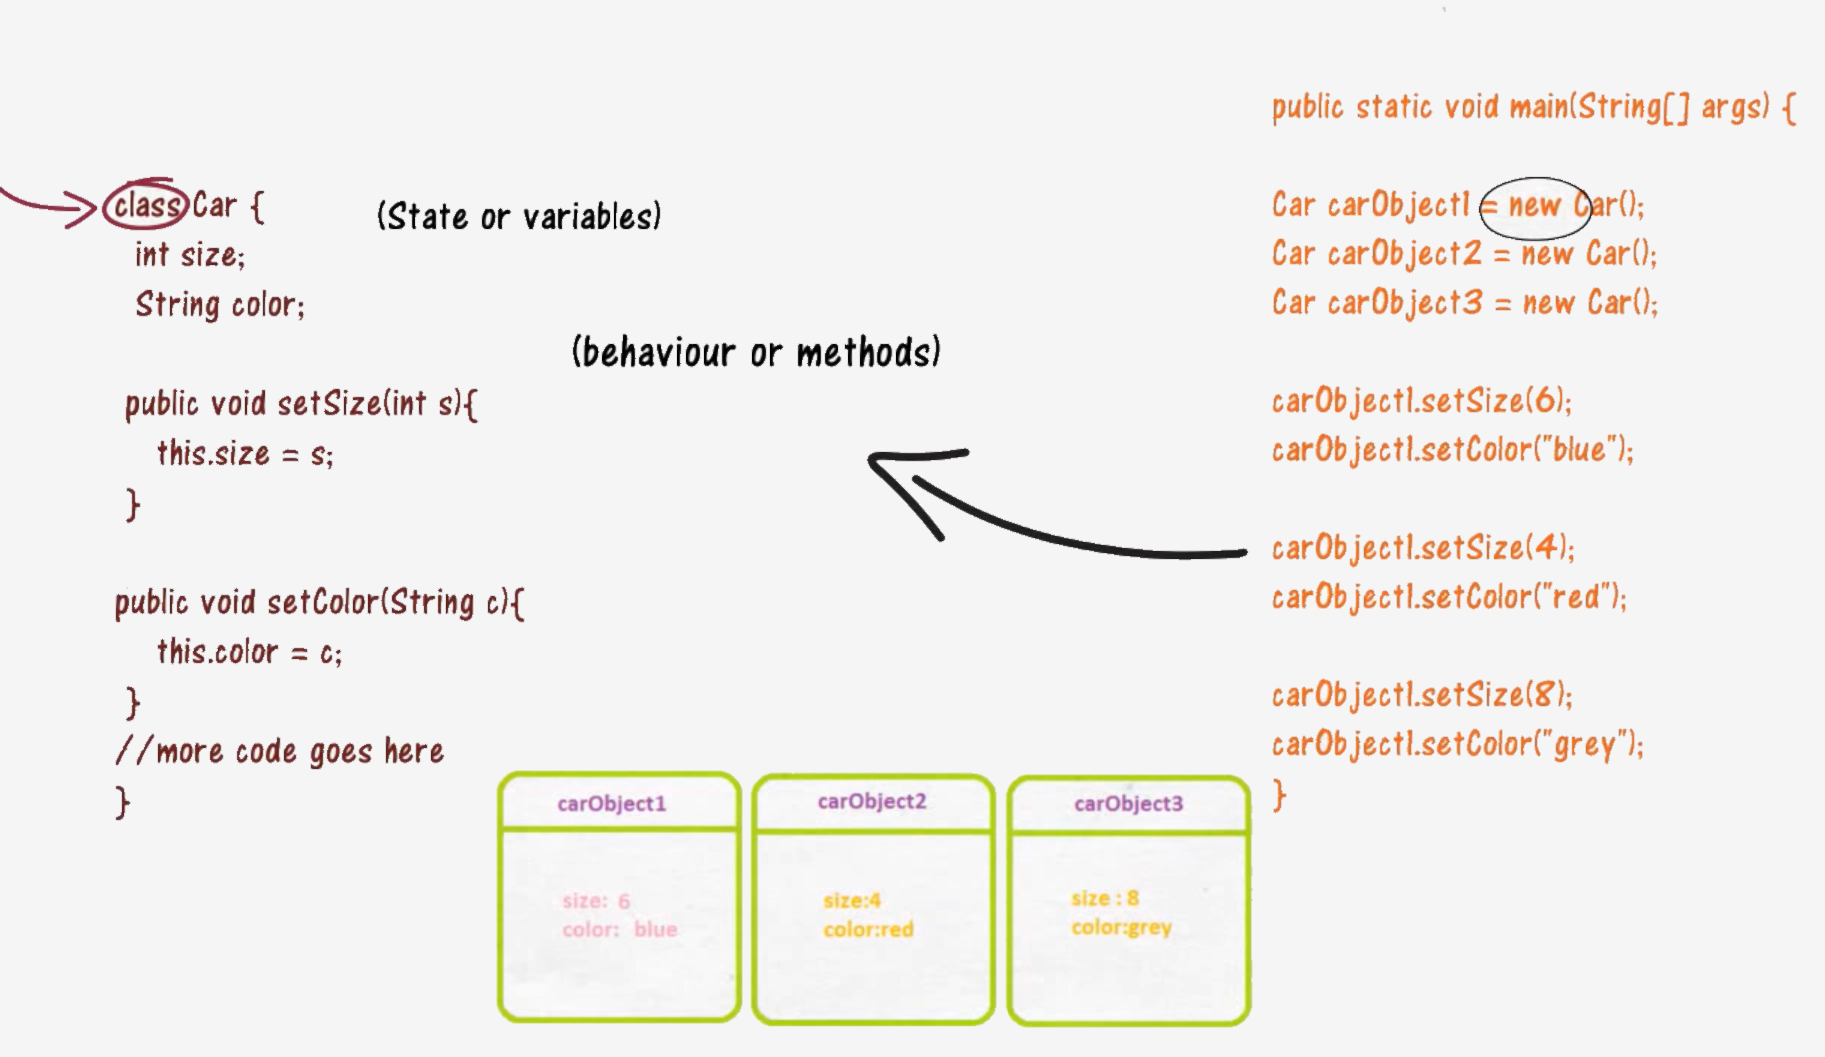 class Car {
(State or variables)
int size;
String color;
(behaviour or methods)
public void setSize(int s){
this.size = s;
}
public void setColor(String c){
this.color = c;
}
//more code goes here
}
public static void main(String[] args) {
Car carObject1 = new Car();
Car carObject2 = new Car();
Car carObject3 = new Car();
carObject1.setSize(6);
carObject1.setColor("blue");
carObject1.setSize(4);
carObject1.setColor("red");
carObject1.setSize(8);
carObject1.setColor("grey");
}
carObject1
size: 6
color: blue
carObject2
size:4
color:red
carObject3
size : 8
color:grey